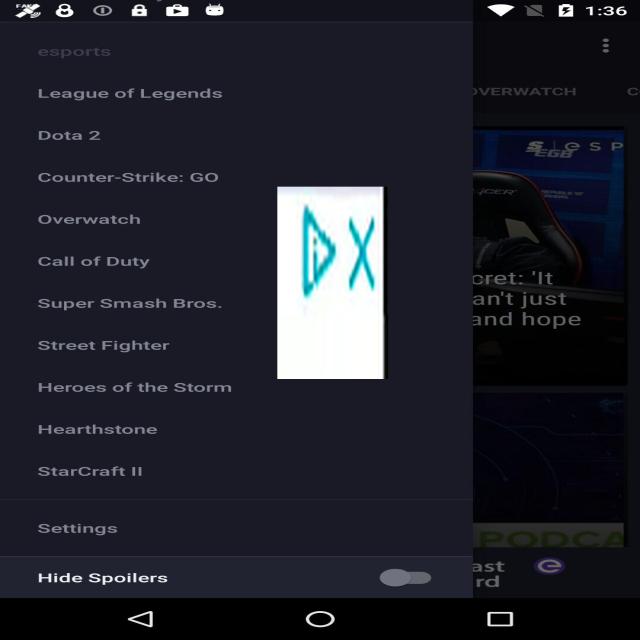 1:36
esports
League of Legends
Dota 2
Counter-Strike: GO
Overwatch
Call of Duty
Super Smash Bros.
Street Fighter
Heroes of the Storm
Hearthstone
StarCraft II
Settings
Hide Spoilers
X
OVERWATCH
EGB
cret: 'It
an't just
and hope
PODCA
ast
rd